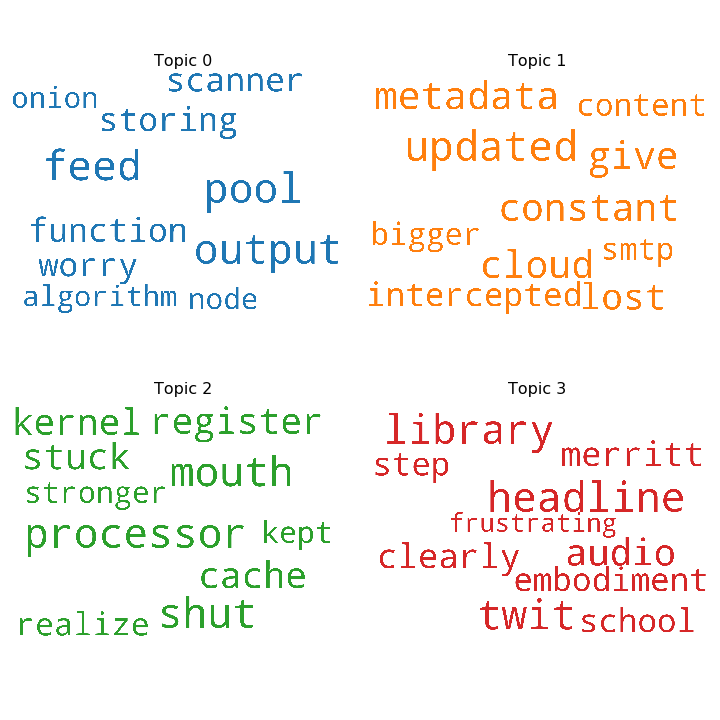 Topic 0
scanner
onion
storing
feed
pool
function
output
worry
algorithm node
Topic 1
metadata
content
updated
give
constant
bigger
smtp
cloud
intercepted
lost
Topic 2
kernel register
stuck
mouth
stronger
processor
kept
cache
shut
realize
Topic 3
library
merritt
step
headline
frustrating
audio
clearly
embodiment
twit
school